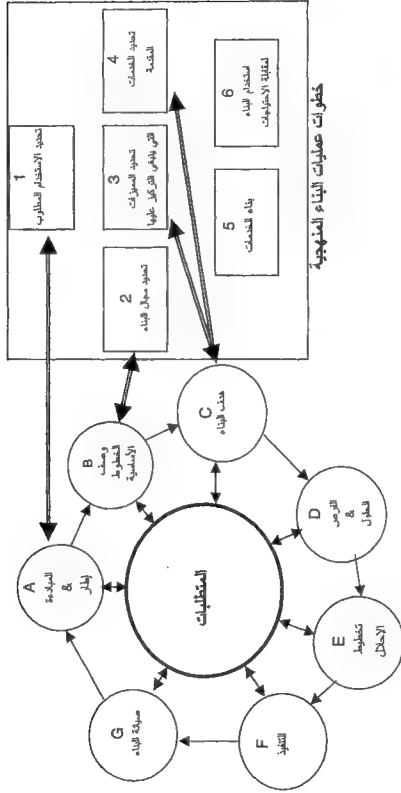 خطوات عمليات البناء المنهجية
1
تحديد الاستخدام المطلوب
2
تحديد مجال البناء
3
تحديد المميزات
التي ينبغي التركيز عليها
4
تحديد الخدمات
المقدمة
5
بناء الخدمات
6
استخدام البناء
لمقابلة الاحتياجات
المتطلبات
A
إطار
&
المبادرة
B
وصف
الخطوط
الأساسية
C
هدف البناء
D
الفرص
&
الحلول
E
تخطيط
الاحلال
F
التنفيذ
G
صيانة البناء